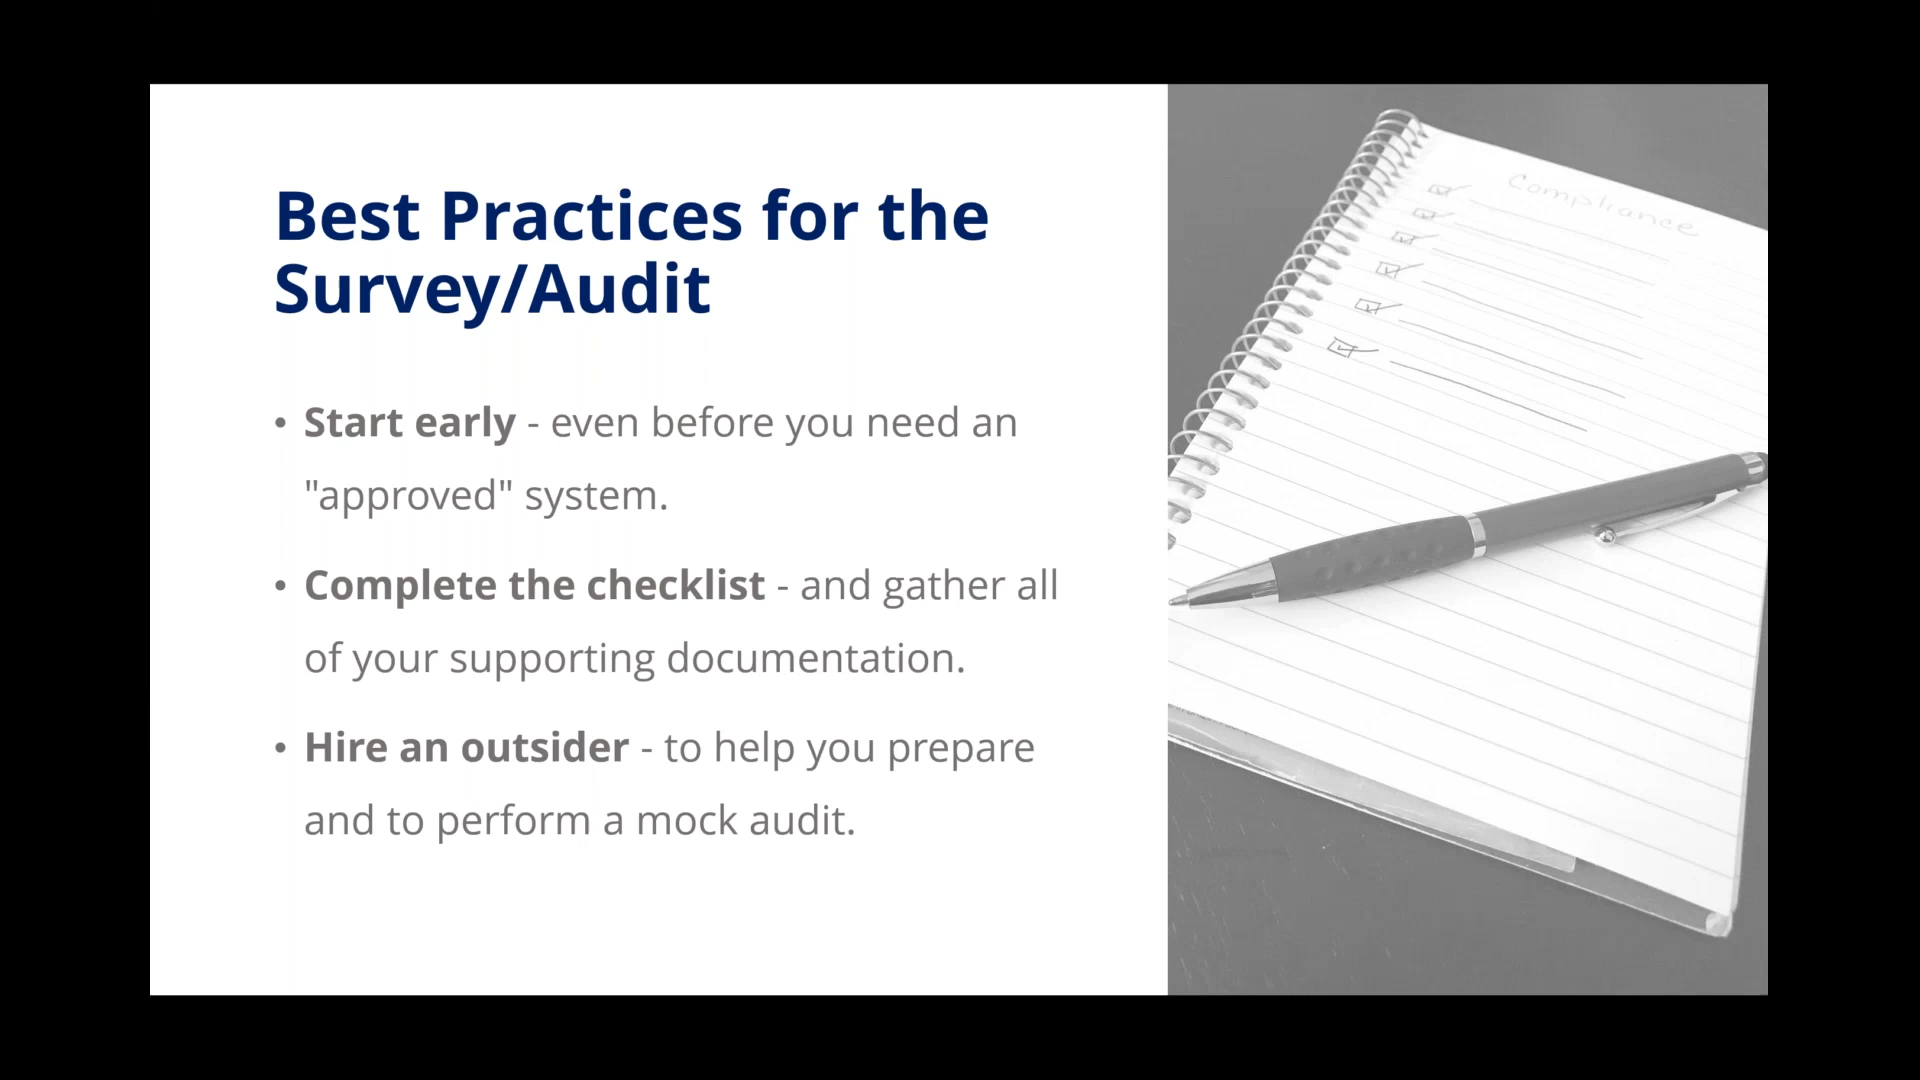 Best Practices for the
Survey/Audit
• Start early - even before you need an
"approved" system.
• Complete the checklist - and gather all
of your supporting documentation.
• Hire an outsider - to help you prepare
and to perform a mock audit.
Compliance